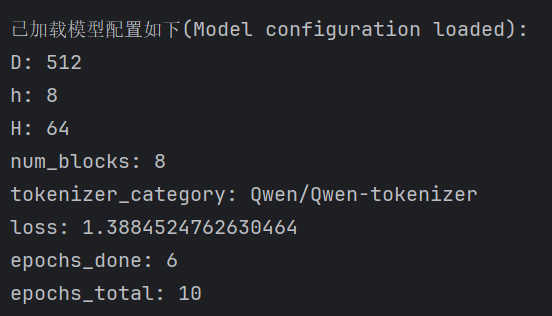 已加载模型配置如下(Model configuration loaded):
D: 512
h: 8
H: 64
num_blocks: 8
tokenizer_category: Qwen/Qwen-tokenizer
loss: 1.3884524762630464
epochs_done: 6
epochs_total: 10